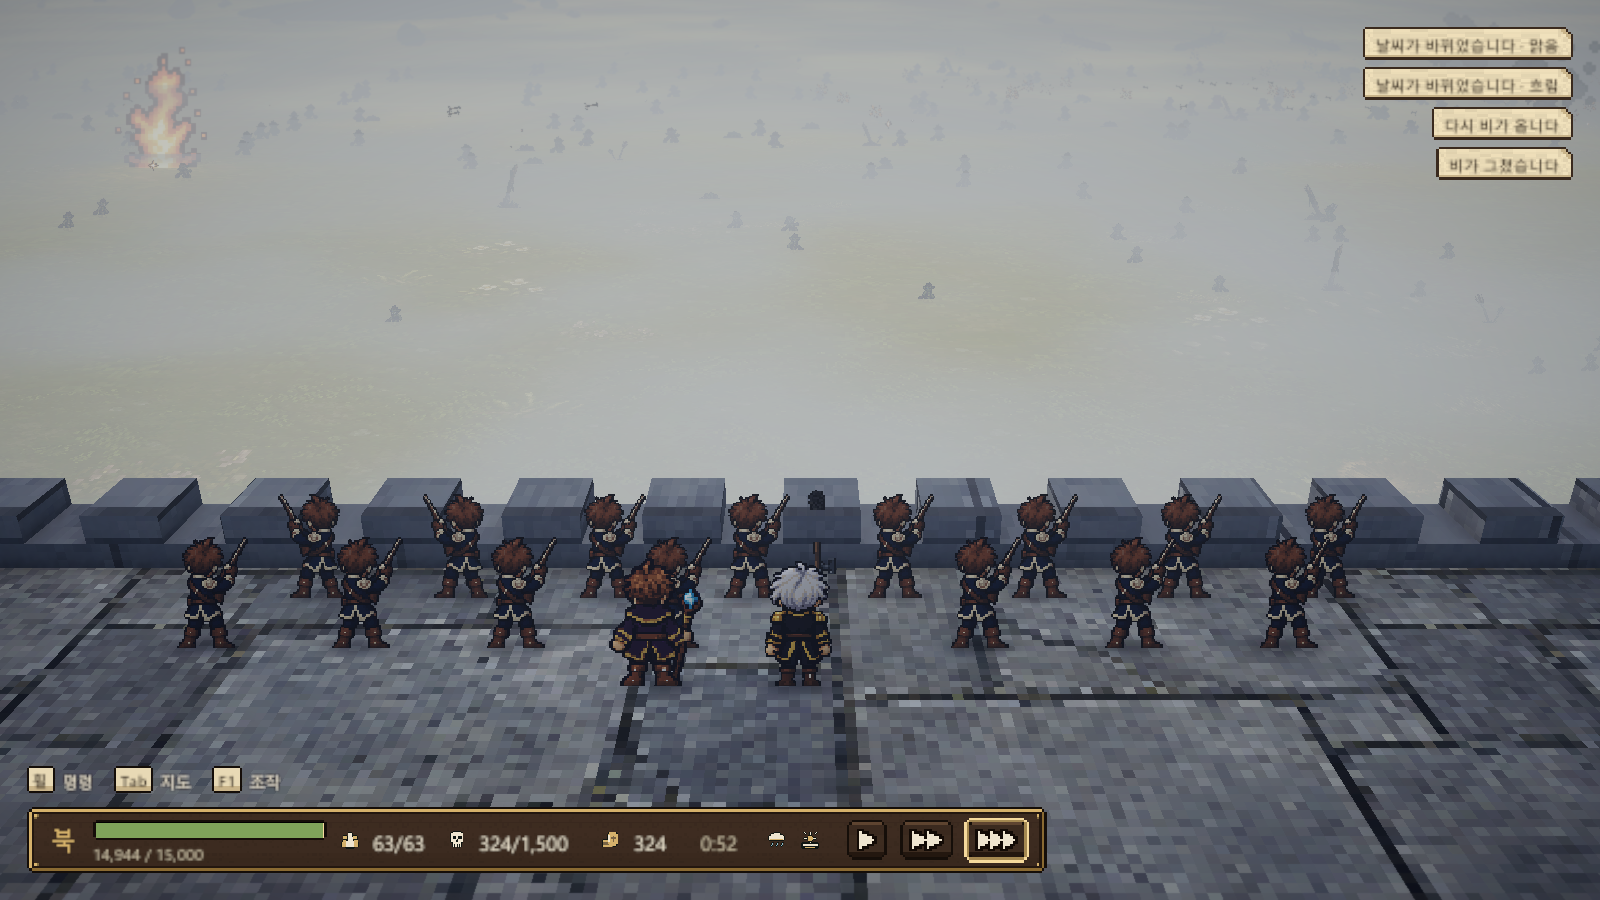 날씨가 바뀌었습니다 · 맑음
날씨가 바뀌었습니다 · 흐림
다시 비가 옵니다
비가 그쳤습니다
휠 명령 Tab 지도 F1 조작
북 14,944 / 15,000 63/63 324/1,500 324 0:52